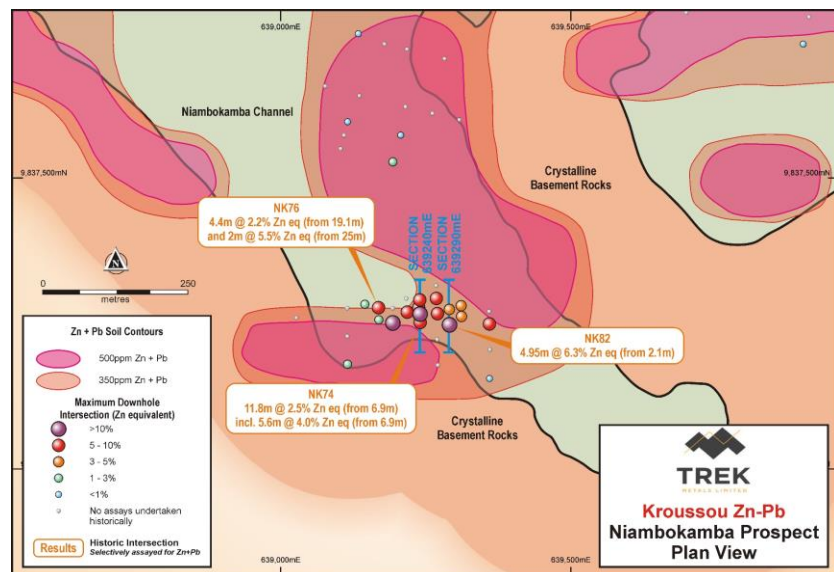 639,000mE
639,500mE
Niambokamba Channel
9,837,500mN
9,837,500mN
Crystalline
Basement Rocks
NK76
4.4m @ 2.2% Zn eq (from 19.1m)
and 2m @ 5.5% Zn eq (from 25m)
SECTION
639240mE
SECTION
639290mE
N
0
250
metres
NK82
4.95m @ 6.3% Zn eq (from 2.1m)
NK74
11.8m @ 2.5% Zn eq (from 6.9m)
incl. 5.6m @ 4.0% Zn eq (from 6.9m)
Crystalline
Basement Rocks
Zn + Pb Soil Contours
500ppm Zn + Pb
350ppm Zn + Pb
Maximum Downhole
Intersection (Zn equivalent)
>10%
5 - 10%
3 - 5%
1 - 3%
<1%
No assays undertaken
historically
Results
Historic Intersection
Selectively assayed for Zn+Pb
TREK
METALS LIMITED
Kroussou Zn-Pb
Niambokamba Prospect
Plan View
639,000mE
639,500mE